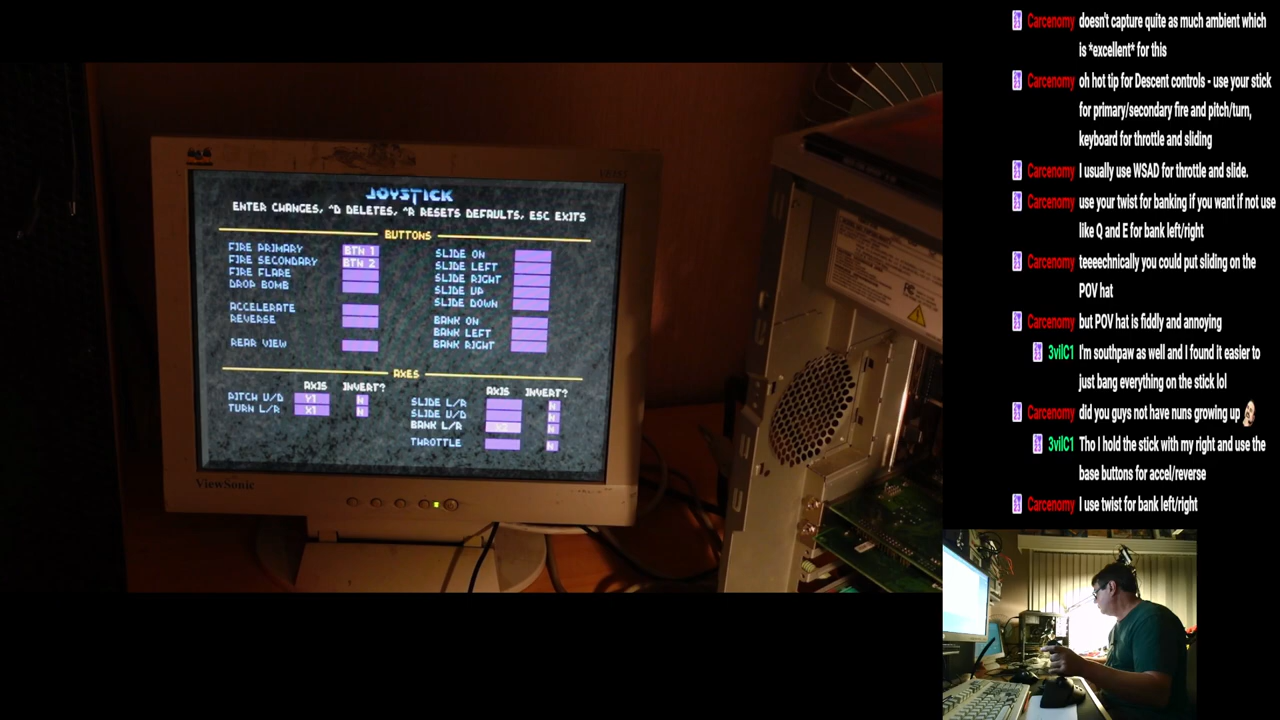 JOYSTICK
ENTER CHANGES, ^D DELETES, ^R RESETS DEFAULTS, ESC EXITS
BUTTONS
FIRE PRIMARY BTN 1
FIRE SECONDARY BTN 2
FIRE FLARE
DROP BOMB
ACCELERATE
REVERSE
REAR VIEW
SLIDE ON
SLIDE LEFT
SLIDE RIGHT
SLIDE UP
SLIDE DOWN
BANK ON
BANK LEFT
BANK RIGHT
AXES
AXIS INVERT?
PITCH U/D Y1 N
TURN L/R X1 N
AXIS INVERT?
SLIDE L/R N
SLIDE U/D N
BANK L/R N
THROTTLE N
ViewSonic
FC
Carcenomy doesn't capture quite as much ambient which
is *excellent* for this
Carcenomy oh hot tip for Descent controls - use your stick
for primary/secondary fire and pitch/turn,
keyboard for throttle and sliding
Carcenomy I usually use WSAD for throttle and slide.
Carcenomy use your twist for banking if you want if not use
like Q and E for bank left/right
Carcenomy teeeechnically you could put sliding on the
POV hat
Carcenomy but POV hat is fiddly and annoying
3vilC1 I'm southpaw as well and I found it easier to
just bang everything on the stick lol
Carcenomy did you guys not have nuns growing up
3vilC1 Tho I hold the stick with my right and use the
base buttons for accel/reverse
Carcenomy I use twist for bank left/right